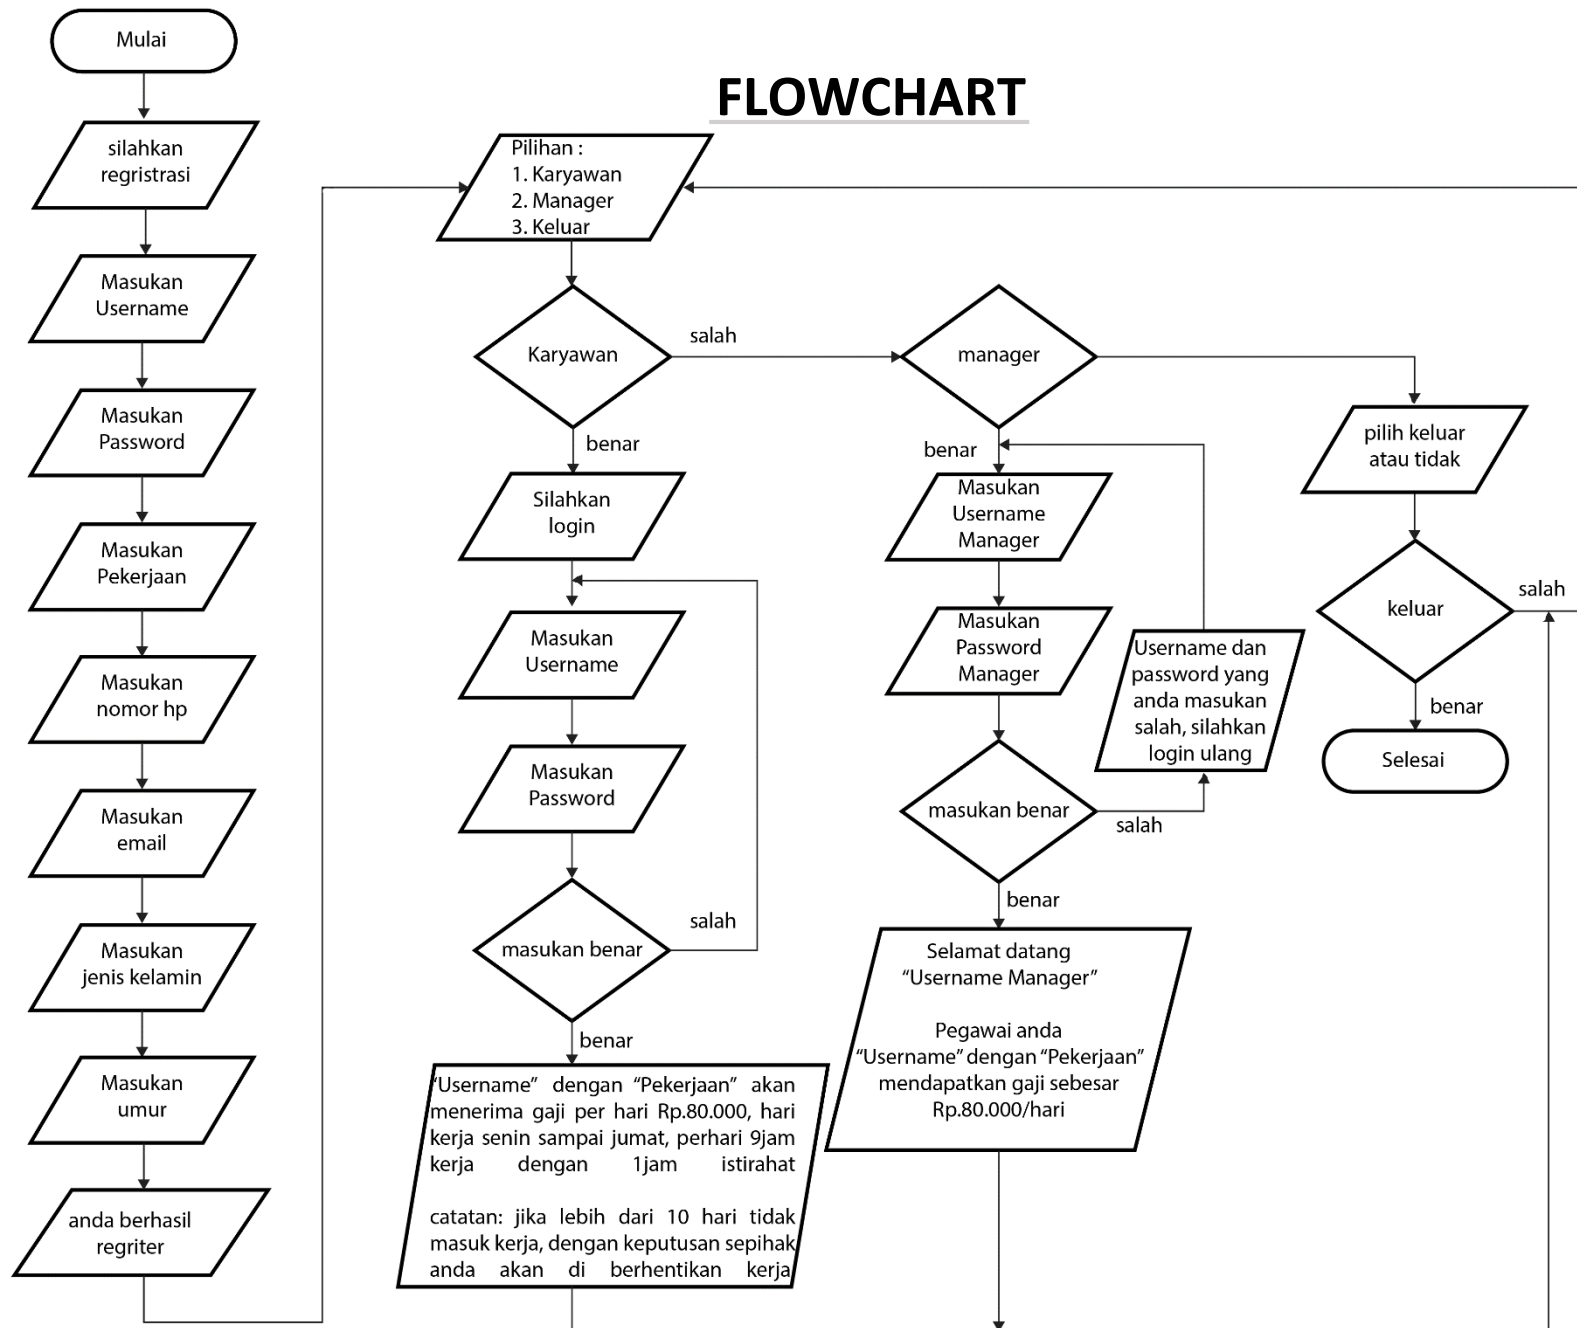 FLOWCHART
Mulai
silahkan
regristrasi
Masukan
Username
Masukan
Password
Masukan
Pekerjaan
Masukan
nomor hp
Masukan
email
Masukan
jenis kelamin
Masukan
umur
anda berhasil
regriter
Pilihan :
1. Karyawan
2. Manager
3. Keluar
Karyawan
salah
benar
Silahkan
login
Masukan
Username
Masukan
Password
masukan benar
salah
benar
“Username” dengan “Pekerjaan” akan
menerima gaji per hari Rp.80.000, hari
kerja senin sampai jumat, perhari 9jam
kerja dengan 1jam istirahat
catatan: jika lebih dari 10 hari tidak
masuk kerja, dengan keputusan sepihak
anda akan di berhentikan kerja
manager
benar
Masukan
Username
Manager
Masukan
Password
Manager
masukan benar
salah
Username dan
password yang
anda masukan
salah, silahkan
login ulang
benar
Selamat datang
“Username Manager”
Pegawai anda
“Username” dengan “Pekerjaan”
mendapatkan gaji sebesar
Rp.80.000/hari
pilih keluar
atau tidak
keluar
salah
benar
Selesai